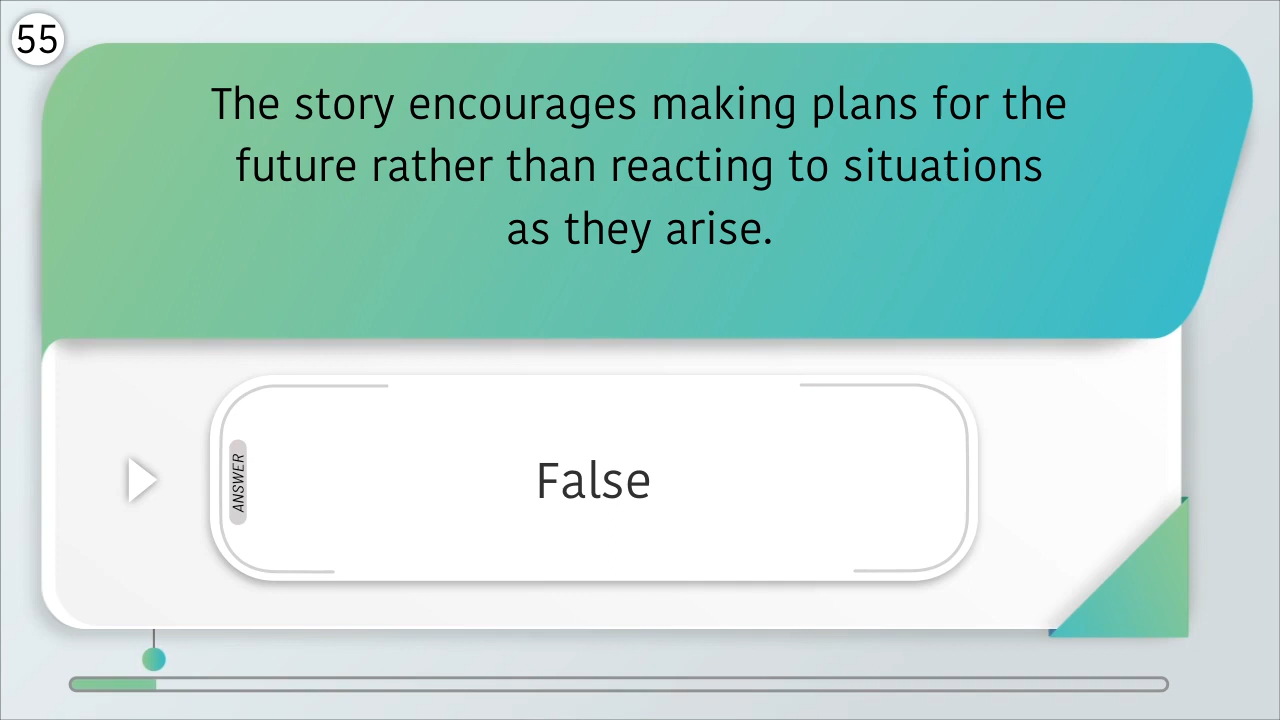 55
The story encourages making plans for the
future rather than reacting to situations
as they arise.
ANSWER
False